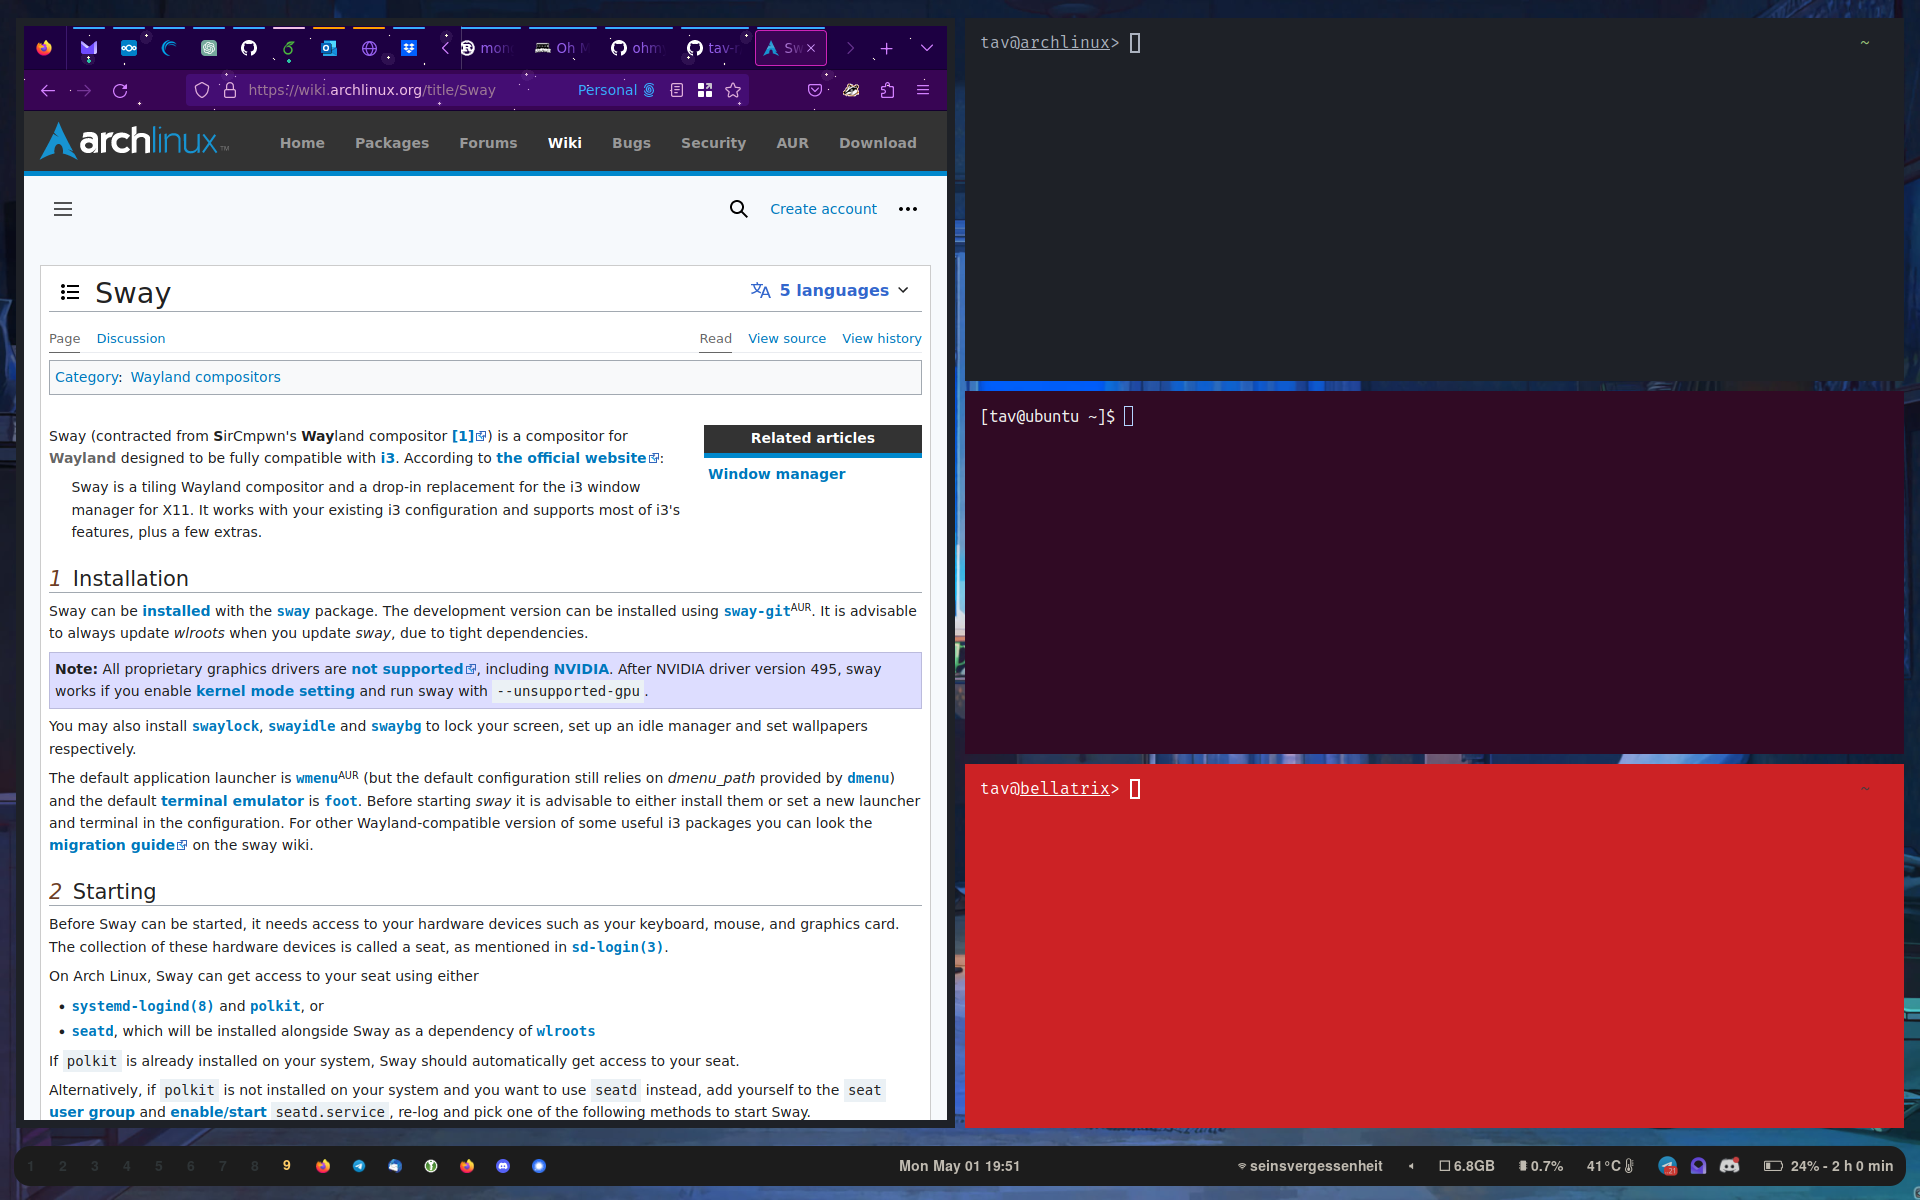 mon
Oh M
ohm
tav-
Sw
https://wiki.archlinux.org/title/Sway
Personal
archlinux
TM
Home
Packages
Forums
Wiki
Bugs
Security
AUR
Download
Create account
Sway
5 languages
Page
Discussion
Read
View source
View history
Category: Wayland compositors
Sway (contracted from SirCmpwn's Wayland compositor [1]) is a compositor for
Wayland designed to be fully compatible with i3. According to the official website:
Related articles
Window manager
Sway is a tiling Wayland compositor and a drop-in replacement for the i3 window
manager for X11. It works with your existing i3 configuration and supports most of i3's
features, plus a few extras.
1 Installation
Sway can be installed with the sway package. The development version can be installed using sway-gitAUR. It is advisable
to always update wlroots when you update sway, due to tight dependencies.
Note: All proprietary graphics drivers are not supported, including NVIDIA. After NVIDIA driver version 495, sway
works if you enable kernel mode setting and run sway with --unsupported-gpu.
You may also install swaylock, swayidle and swaybg to lock your screen, set up an idle manager and set wallpapers
respectively.
The default application launcher is wmenuAUR (but the default configuration still relies on dmenu_path provided by dmenu)
and the default terminal emulator is foot. Before starting sway it is advisable to either install them or set a new launcher
and terminal in the configuration. For other Wayland-compatible version of some useful i3 packages you can look the
migration guide on the sway wiki.
2 Starting
Before Sway can be started, it needs access to your hardware devices such as your keyboard, mouse, and graphics card.
The collection of these hardware devices is called a seat, as mentioned in sd-login(3).
On Arch Linux, Sway can get access to your seat using either
• systemd-logind(8) and polkit, or
• seatd, which will be installed alongside Sway as a dependency of wlroots
If polkit is already installed on your system, Sway should automatically get access to your seat.
Alternatively, if polkit is not installed on your system and you want to use seatd instead, add yourself to the seat
user group and enable/start seatd.service, re-log and pick one of the following methods to start Sway.
tav@archlinux>
~
[tav@ubuntu ~]$
tav@bellatrix>
~
1 2 3 4 5 6 7 8 9
Mon May 01 19:51
seinsvergessenheit
6.8GB
0.7%
41°C
21
24% - 2 h 0 min